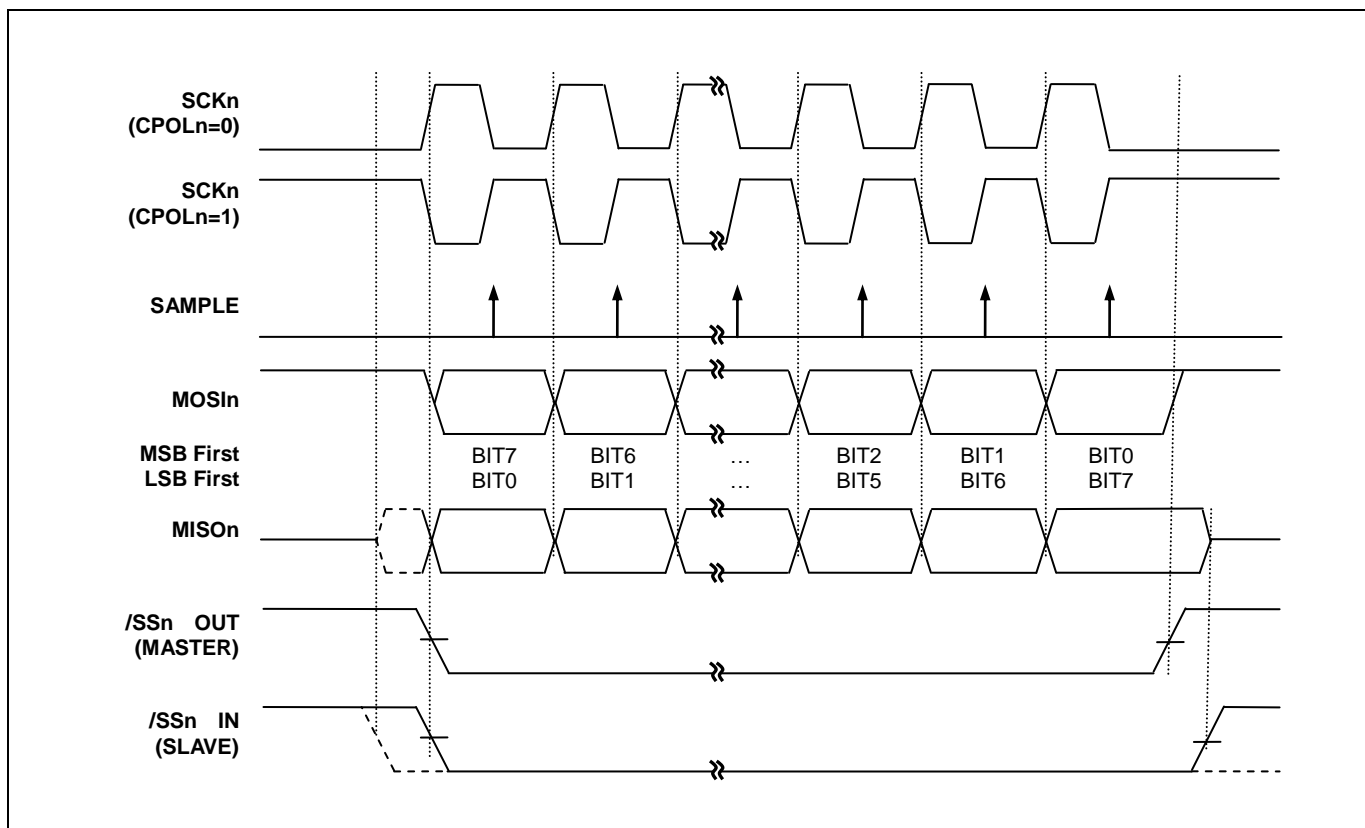 SCKn
(CPOLn=0)
SCKn
(CPOLn=1)
SAMPLE
MOSIn
MSB First BIT7 BIT6 … BIT2 BIT1 BIT0
LSB First BIT0 BIT1 … BIT5 BIT6 BIT7
MISOn
/SSn OUT
(MASTER)
/SSn IN
(SLAVE)